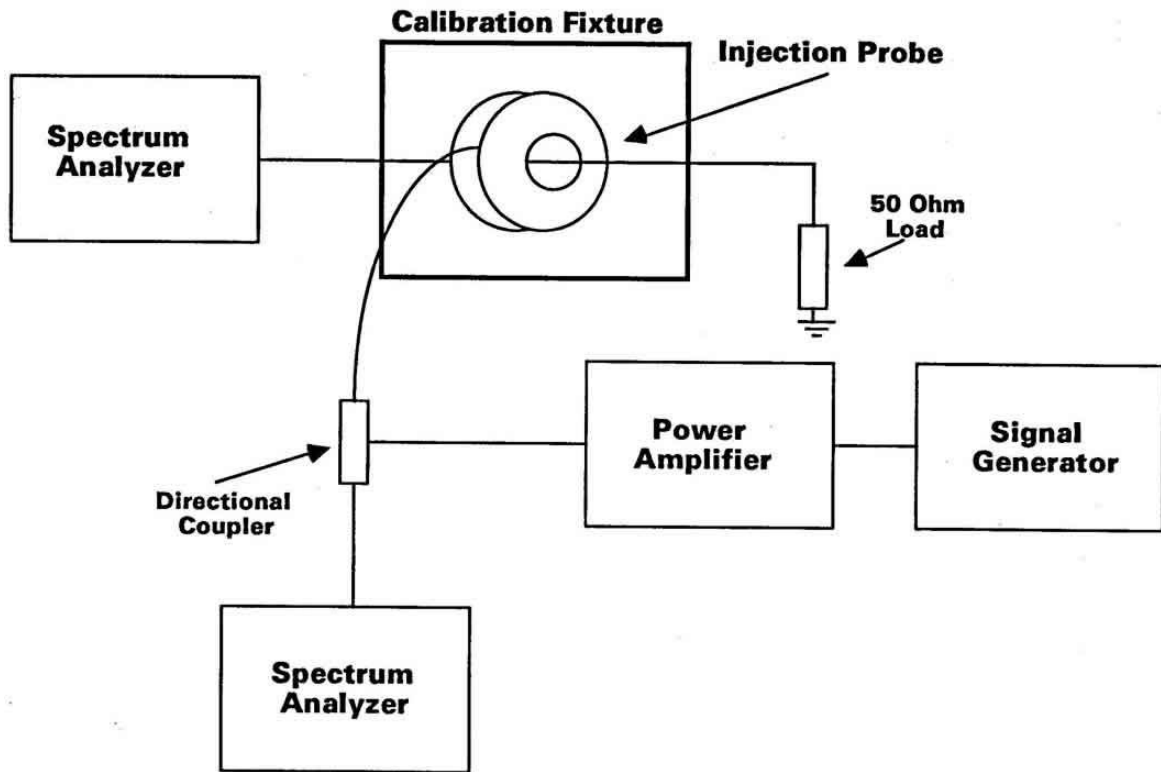 Calibration Fixture
Injection Probe
Spectrum
Analyzer
50 Ohm
Load
Power
Amplifier
Signal
Generator
Directional
Coupler
Spectrum
Analyzer